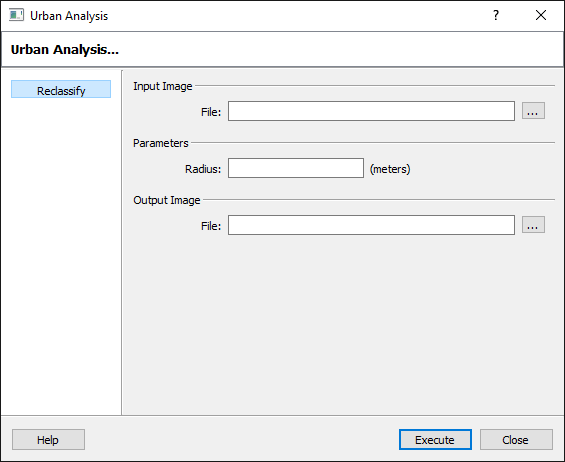 Urban Analysis
?
Urban Analysis...
Reclassify
Input Image
File:
...
Parameters
Radius:
(meters)
Output Image
File:
...
Help
Execute
Close